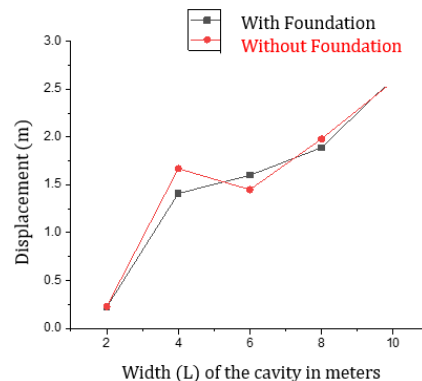 With Foundation
Without Foundation
3.0
2.5
2.0
1.5
1.0
0.5
0.0
Displacement (m)
2 4 6 8 10
Width (L) of the cavity in meters